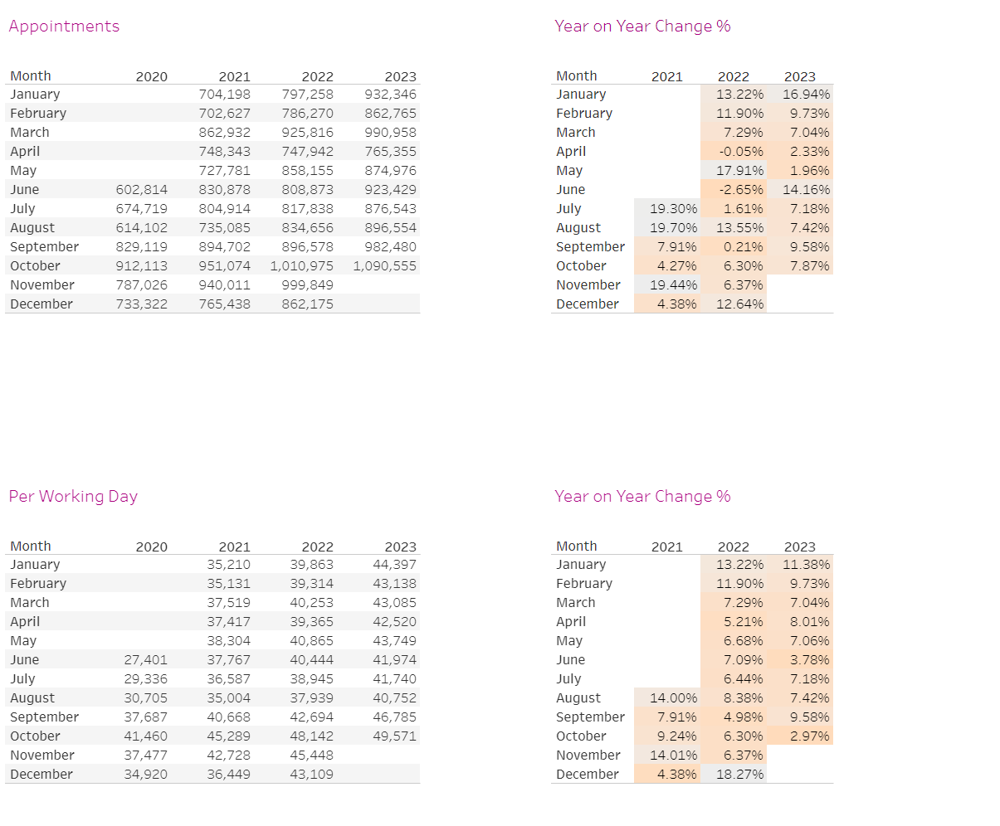 Appointments
Month 2020 2021 2022 2023
January 704,198 797,258 932,346
February 702,627 786,270 862,765
March 862,932 925,816 990,958
April 748,343 747,942 765,355
May 727,781 858,155 874,976
June 602,814 830,878 808,873 923,429
July 674,719 804,914 817,838 876,543
August 614,102 735,085 834,656 896,554
September 829,119 894,702 896,578 982,480
October 912,113 951,074 1,010,975 1,090,555
November 787,026 940,011 999,849
December 733,322 765,438 862,175
Year on Year Change %
Month 2021 2022 2023
January 13.22% 16.94%
February 11.90% 9.73%
March 7.29% 7.04%
April -0.05% 2.33%
May 17.91% 1.96%
June -2.65% 14.16%
July 19.30% 1.61% 7.18%
August 19.70% 13.55% 7.42%
September 7.91% 0.21% 9.58%
October 4.27% 6.30% 7.87%
November 19.44% 6.37%
December 4.38% 12.64%
Per Working Day
Month 2020 2021 2022 2023
January 35,210 39,863 44,397
February 35,131 39,314 43,138
March 37,519 40,253 43,085
April 37,417 39,365 42,520
May 38,304 40,865 43,749
June 27,401 37,767 40,444 41,974
July 29,336 36,587 38,945 41,740
August 30,705 35,004 37,939 40,752
September 37,687 40,668 42,694 46,785
October 41,460 45,289 48,142 49,571
November 37,477 42,728 45,448
December 34,920 36,449 43,109
Year on Year Change %
Month 2021 2022 2023
January 13.22% 11.38%
February 11.90% 9.73%
March 7.29% 7.04%
April 5.21% 8.01%
May 6.68% 7.06%
June 7.09% 3.78%
July 6.44% 7.18%
August 14.00% 8.38% 7.42%
September 7.91% 4.98% 9.58%
October 9.24% 6.30% 2.97%
November 14.01% 6.37%
December 4.38% 18.27%